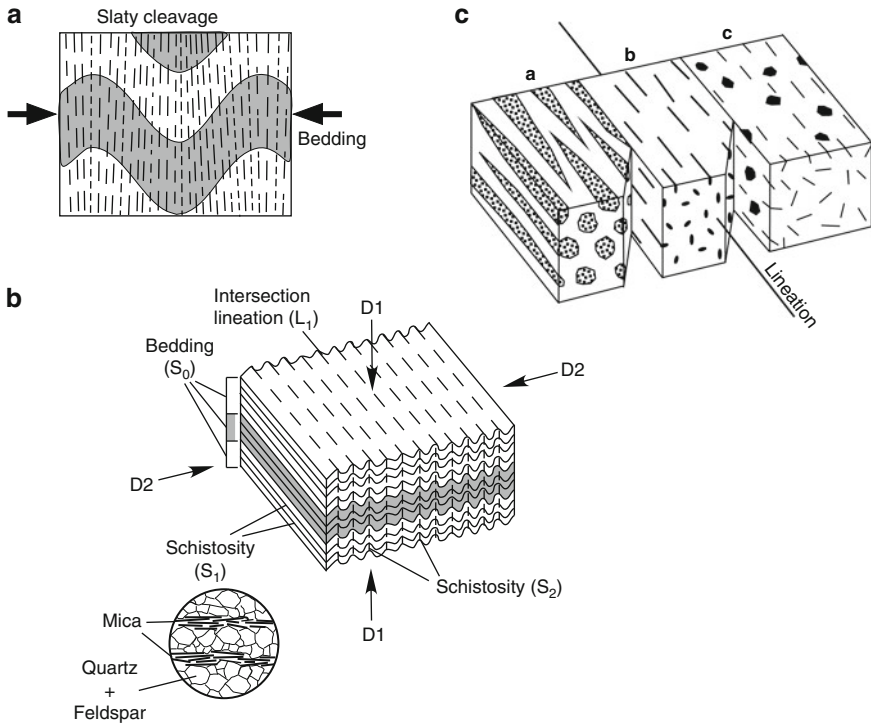 a
Slaty cleavage
Bedding
c
a
b
c
Lineation
b
Intersection
lineation (L₁)
D1
Bedding
(S₀)
D2
D2
Schistosity
(S₁)
Schistosity (S₂)
D1
Mica
Quartz
+
Feldspar